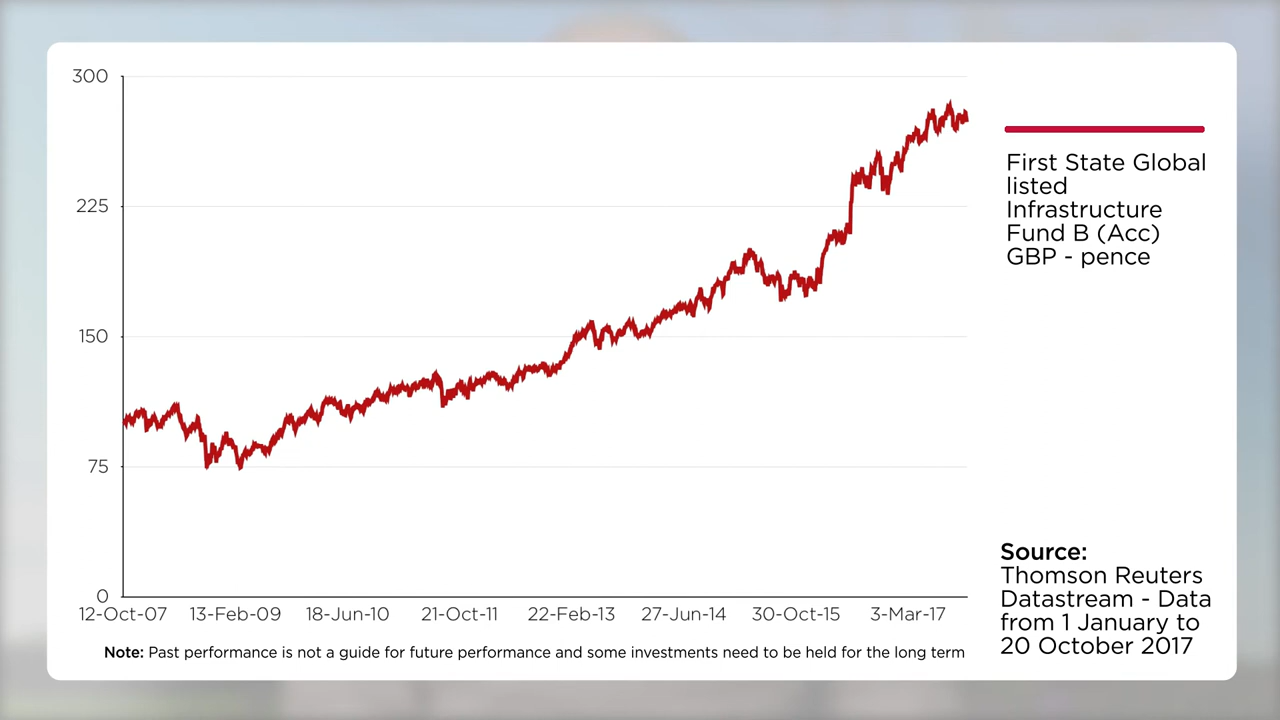 300
225
150
75
0
12-Oct-07 13-Feb-09 18-Jun-10 21-Oct-11 22-Feb-13 27-Jun-14 30-Oct-15 3-Mar-17
Note: Past performance is not a guide for future performance and some investments need to be held for the long term
First State Global
listed
Infrastructure
Fund B (Acc)
GBP - pence
Source:
Thomson Reuters
Datastream - Data
from 1 January to
20 October 2017